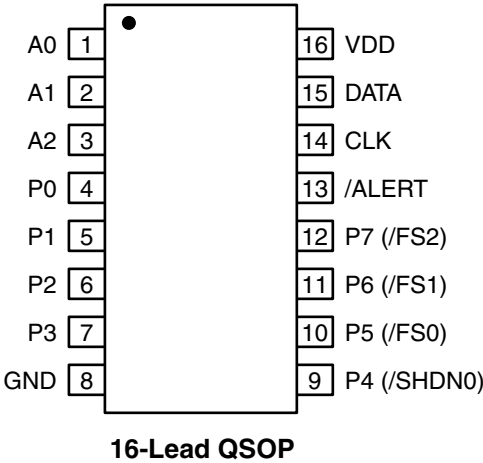 A0 1 16 VDD
A1 2 15 DATA
A2 3 14 CLK
P0 4 13 /ALERT
P1 5 12 P7 (/FS2)
P2 6 11 P6 (/FS1)
P3 7 10 P5 (/FS0)
GND 8 9 P4 (/SHDN0)
16-Lead QSOP